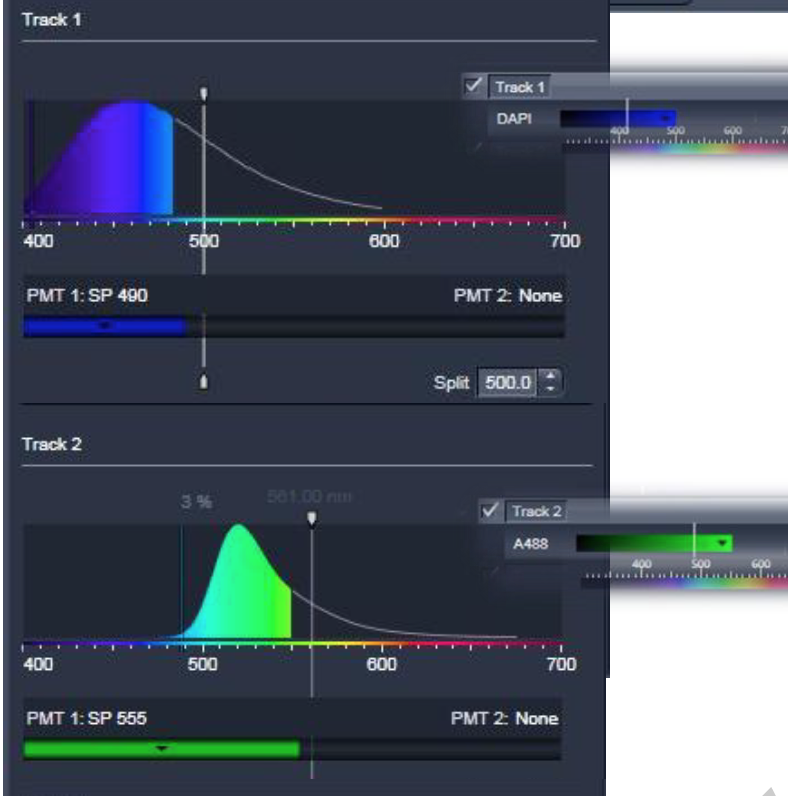 Track 1
Track 1
DAPI
400 500 600
400 500 600 700
PMT 1: SP 490 PMT 2: None
Split 500.0
Track 2
3 % 561.00 nm
Track 2
A488
400 500 600
400 500 600 700
PMT 1: SP 555 PMT 2: None